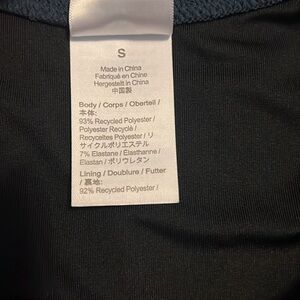 S
Made in China
Fabriqué en Chine
Hergestellt in China
中国製
Body / Corps / Oberteil /
本体:
93% Recycled Polyester /
Polyester Recyclé /
Recyceltes Polyester / リ
サイクルポリエステル
7% Elastane / Élasthanne /
Elastan / ポリウレタン
Lining / Doublure / Futter
/ 裏地:
92% Recycled Polyester /